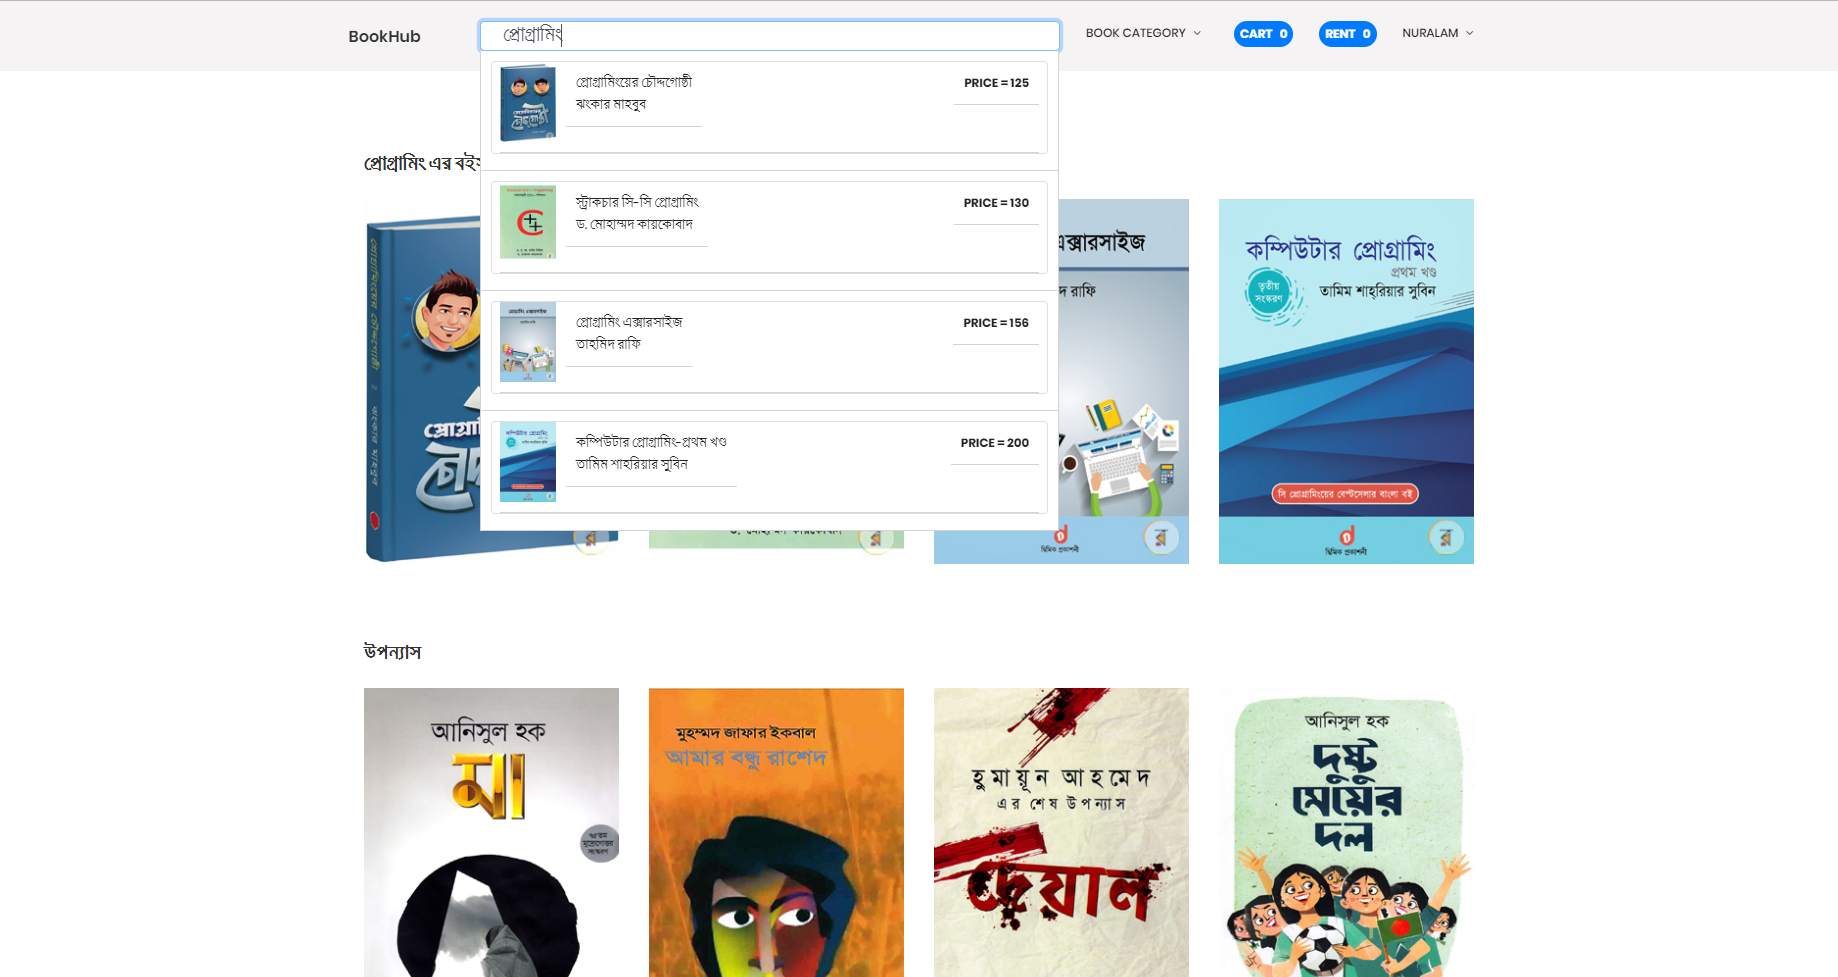 BookHub
প্রোগ্রামিং
BOOK CATEGORY
CART 0
RENT 0
NURALAM
প্রোগ্রামিংয়ের চৌদ্দগোষ্ঠী
ঝংকার মাহবুব
PRICE = 125
স্ট্রাকচার সি-সি প্রোগ্রামিং
ড. মোহাম্মদ কায়কোবাদ
PRICE = 130
প্রোগ্রামিং এক্সারসাইজ
তাহমিদ রাফি
PRICE = 156
কম্পিউটার প্রোগ্রামিং-প্রথম খণ্ড
তামিম শাহরিয়ার সুবিন
PRICE = 200
প্রোগ্রামিং এর
এক্সারসাইজ
রাফি
দ্বিমিক প্রকাশনী
কম্পিউটার প্রোগ্রামিং
প্রথম খণ্ড
তৃতীয়
সংস্করণ
তামিম শাহ্‌রিয়ার সুবিন
সি প্রোগ্রামিংয়ের বেস্টসেলার বাংলা বই
দ্বিমিক প্রকাশনী
উপন্যাস
আনিসুল হক
মা
মুহম্মদ জাফার ইকবাল
আমার বন্ধু রাশেদ
হুমায়ূন আহমেদ
এর শেষ উপন্যাস
দেয়াল
আনিসুল হক
দুষ্টু
মেয়ের
দল